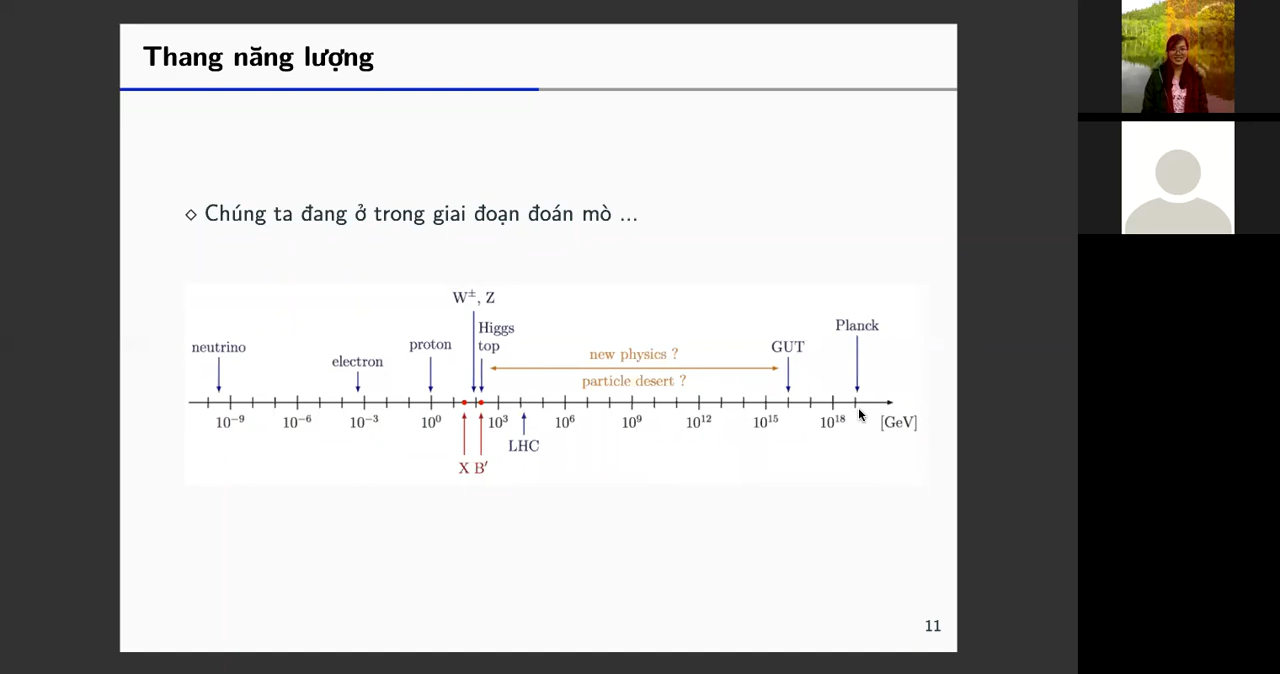 Thang năng lượng
◇ Chúng ta đang ở trong giai đoạn đoán mò ...
W±, Z
Higgs
top
neutrino
electron
proton
new physics ?
particle desert ?
GUT
Planck
10⁻⁹ 10⁻⁶ 10⁻³ 10⁰ 10³ 10⁶ 10⁹ 10¹² 10¹⁵ 10¹⁸ [GeV]
LHC
X B′
11